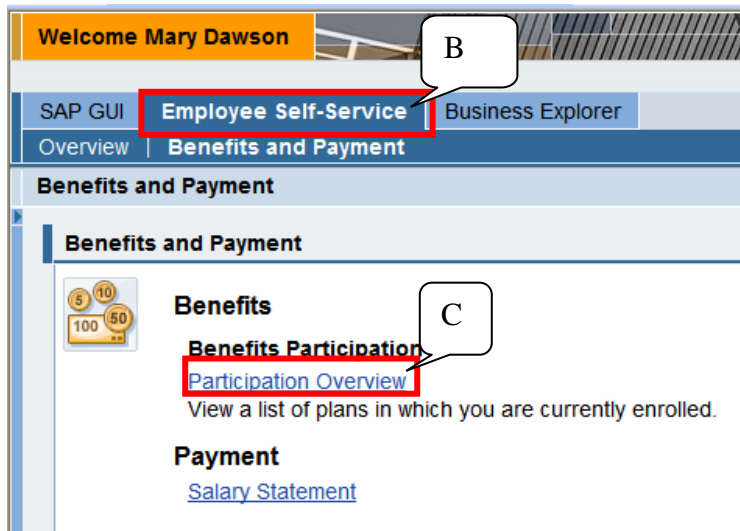 Welcome Mary Dawson
B
SAP GUI Employee Self-Service Business Explorer
Overview | Benefits and Payment
Benefits and Payment
Benefits and Payment
5 10
100 50
Benefits
C
Benefits Participation
Participation Overview
View a list of plans in which you are currently enrolled.
Payment
Salary Statement